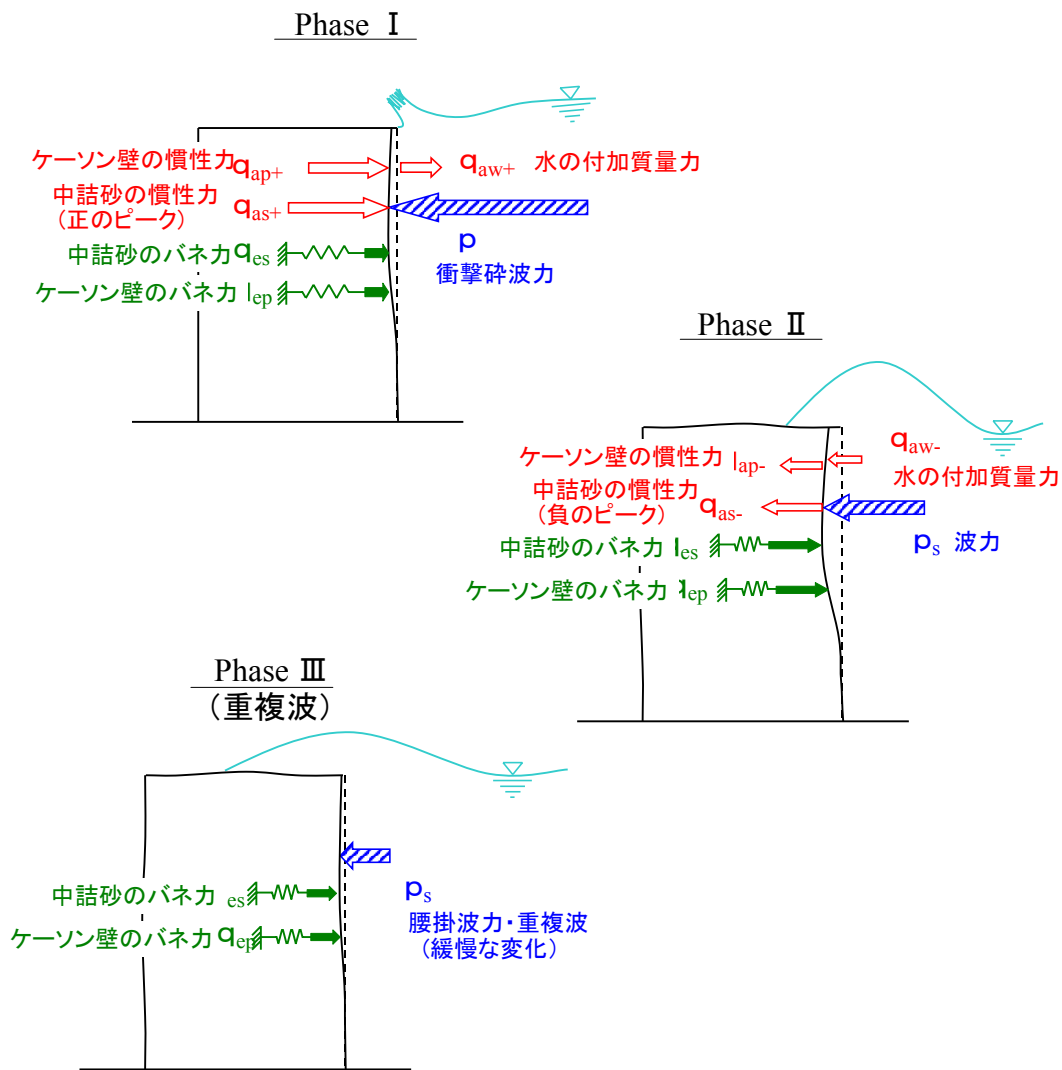 Phase Ⅰ
ケーソン壁の慣性力 qap+
qaw+ 水の付加質量力
中詰砂の慣性力
(正のピーク) qas+
中詰砂のバネ力 qes
p
衝撃砕波力
ケーソン壁のバネ力 lep
Phase Ⅱ
ケーソン壁の慣性力 lap-
qaw-
水の付加質量力
中詰砂の慣性力
(負のピーク) qas-
ps 波力
中詰砂のバネ力 les
ケーソン壁のバネ力 ep
Phase Ⅲ
(重複波)
中詰砂のバネ力 es
ps
ケーソン壁のバネ力 qep
腰掛波力・重複波
(緩慢な変化)